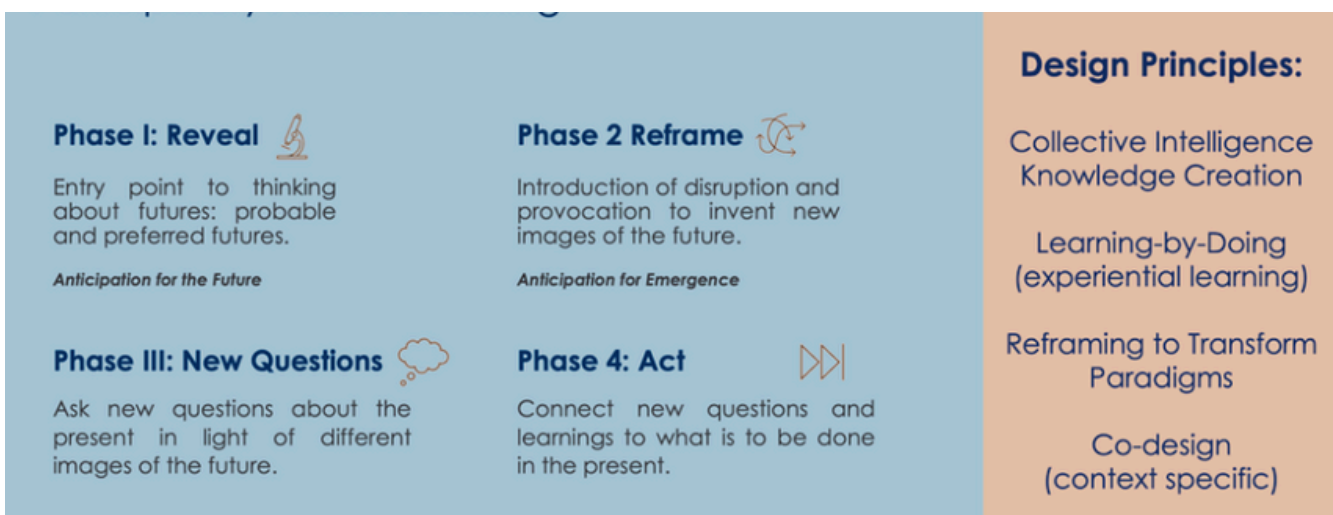 Phase I: Reveal
Entry point to thinking
about futures: probable
and preferred futures.
Anticipation for the Future
Phase 2 Reframe
Introduction of disruption and
provocation to invent new
images of the future.
Anticipation for Emergence
Phase III: New Questions
Ask new questions about the
present in light of different
images of the future.
Phase 4: Act
Connect new questions and
learnings to what is to be done
in the present.
Design Principles:
Collective Intelligence
Knowledge Creation
Learning-by-Doing
(experiential learning)
Reframing to Transform
Paradigms
Co-design
(context specific)